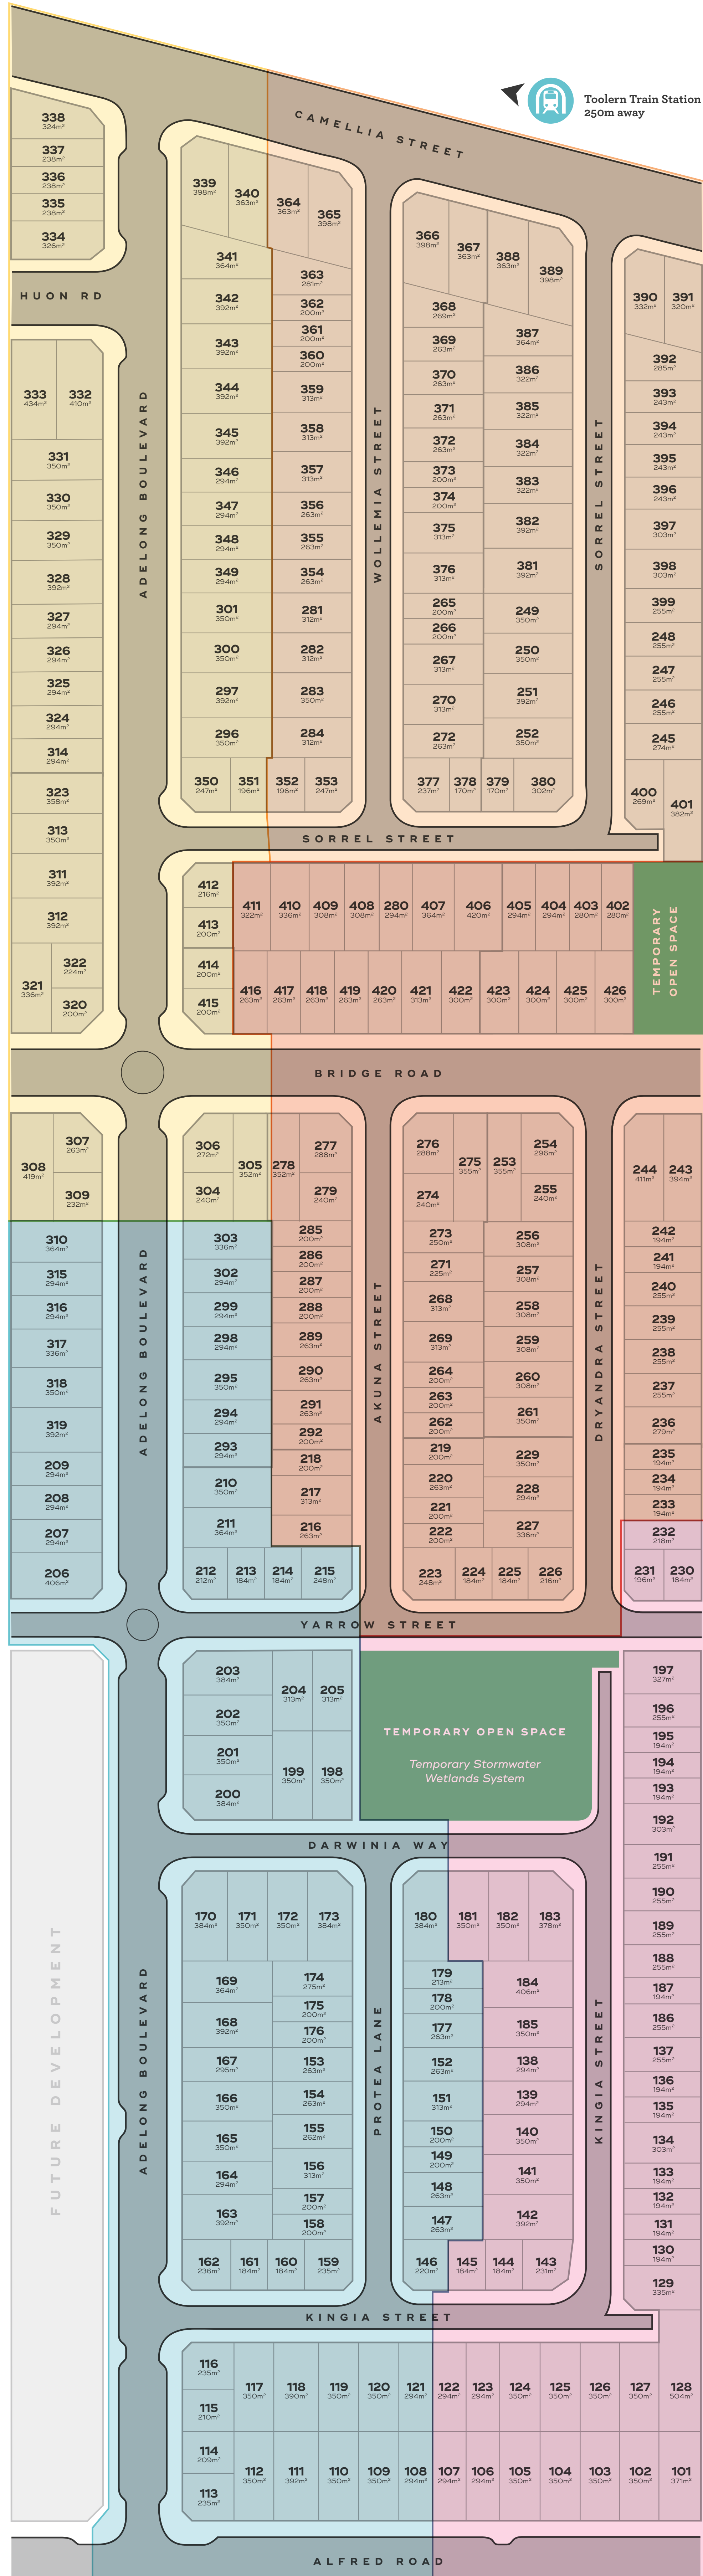 Toolern Train Station
250m away
CAMELLIA STREET
338
324m²
337
238m²
336
238m²
335
238m²
334
326m²
HUON RD
333
434m²
332
410m²
331
350m²
330
350m²
329
350m²
328
392m²
327
294m²
326
294m²
325
294m²
324
294m²
314
294m²
323
358m²
313
350m²
311
392m²
312
392m²
321
336m²
322
224m²
320
200m²
ADELONG BOULEVARD
339
398m²
340
363m²
341
364m²
342
392m²
343
392m²
344
392m²
345
392m²
346
294m²
347
294m²
348
294m²
349
294m²
301
350m²
300
350m²
297
392m²
296
350m²
350
247m²
351
196m²
364
363m²
365
398m²
363
281m²
362
200m²
361
200m²
360
200m²
359
313m²
358
313m²
357
313m²
356
263m²
355
263m²
354
263m²
281
312m²
282
312m²
283
350m²
284
312m²
352
196m²
353
247m²
WOLLEMIA STREET
366
398m²
367
363m²
368
269m²
369
263m²
370
263m²
371
263m²
372
263m²
373
200m²
374
200m²
375
313m²
376
313m²
265
200m²
266
200m²
267
313m²
270
313m²
272
263m²
377
237m²
378
170m²
388
363m²
389
398m²
387
364m²
386
322m²
385
322m²
384
322m²
383
322m²
382
392m²
381
392m²
249
350m²
250
350m²
251
392m²
252
350m²
379
170m²
380
302m²
SORREL STREET
390
332m²
391
320m²
392
285m²
393
243m²
394
243m²
395
243m²
396
243m²
397
303m²
398
303m²
399
255m²
248
255m²
247
255m²
246
255m²
245
274m²
400
269m²
401
382m²
SORREL STREET
412
216m²
413
200m²
414
200m²
415
200m²
411
322m²
410
336m²
409
308m²
408
308m²
280
294m²
407
364m²
406
420m²
405
294m²
404
294m²
403
280m²
402
280m²
416
263m²
417
263m²
418
263m²
419
263m²
420
263m²
421
313m²
422
300m²
423
300m²
424
300m²
425
300m²
426
300m²
TEMPORARY
OPEN SPACE
BRIDGE ROAD
308
419m²
307
263m²
309
232m²
310
364m²
315
294m²
316
294m²
317
336m²
318
350m²
319
392m²
209
294m²
208
294m²
207
294m²
206
406m²
ADELONG BOULEVARD
306
272m²
304
240m²
305
352m²
303
336m²
302
294m²
299
294m²
298
294m²
295
350m²
294
294m²
293
294m²
210
350m²
211
364m²
212
212m²
213
184m²
278
352m²
277
288m²
279
240m²
285
200m²
286
200m²
287
200m²
288
200m²
289
263m²
290
263m²
291
263m²
292
200m²
218
200m²
217
313m²
216
263m²
214
184m²
215
248m²
AKUNA STREET
276
288m²
274
240m²
275
355m²
273
250m²
271
225m²
268
313m²
269
313m²
264
200m²
263
200m²
262
200m²
219
200m²
220
263m²
221
200m²
222
200m²
223
248m²
224
184m²
253
355m²
254
296m²
255
240m²
256
308m²
257
308m²
258
308m²
259
308m²
260
308m²
261
350m²
229
350m²
228
294m²
227
336m²
225
184m²
226
216m²
DRYANDRA STREET
244
411m²
243
394m²
242
194m²
241
194m²
240
255m²
239
255m²
238
255m²
237
255m²
236
279m²
235
194m²
234
194m²
233
194m²
232
218m²
231
196m²
230
184m²
YARROW STREET
203
384m²
202
350m²
201
350m²
200
384m²
204
313m²
205
313m²
199
350m²
198
350m²
TEMPORARY OPEN SPACE
Temporary Stormwater
Wetlands System
DARWINIA WAY
197
327m²
196
255m²
195
194m²
194
194m²
193
194m²
192
303m²
191
255m²
190
255m²
189
255m²
188
255m²
187
194m²
186
255m²
137
255m²
136
194m²
135
194m²
134
303m²
133
194m²
132
194m²
131
194m²
130
194m²
129
335m²
FUTURE DEVELOPMENT
ADELONG BOULEVARD
170
384m²
171
350m²
172
350m²
173
384m²
169
364m²
168
392m²
167
295m²
166
350m²
165
350m²
164
294m²
163
392m²
162
236m²
161
184m²
174
275m²
175
200m²
176
200m²
153
263m²
154
263m²
155
262m²
156
313m²
157
200m²
158
200m²
160
184m²
159
235m²
PROTEA LANE
180
384m²
181
350m²
182
350m²
183
378m²
179
213m²
178
200m²
177
263m²
152
263m²
151
313m²
150
200m²
149
200m²
148
263m²
147
263m²
146
220m²
145
184m²
184
406m²
185
350m²
138
294m²
139
294m²
140
350m²
141
350m²
142
392m²
144
184m²
143
231m²
KINGIA STREET
KINGIA STREET
116
235m²
115
210m²
114
209m²
113
235m²
117
350m²
118
390m²
119
350m²
120
350m²
121
294m²
122
294m²
123
294m²
124
350m²
125
350m²
126
350m²
127
350m²
128
504m²
112
350m²
111
392m²
110
350m²
109
350m²
108
294m²
107
294m²
106
294m²
105
350m²
104
350m²
103
350m²
102
350m²
101
371m²
ALFRED ROAD